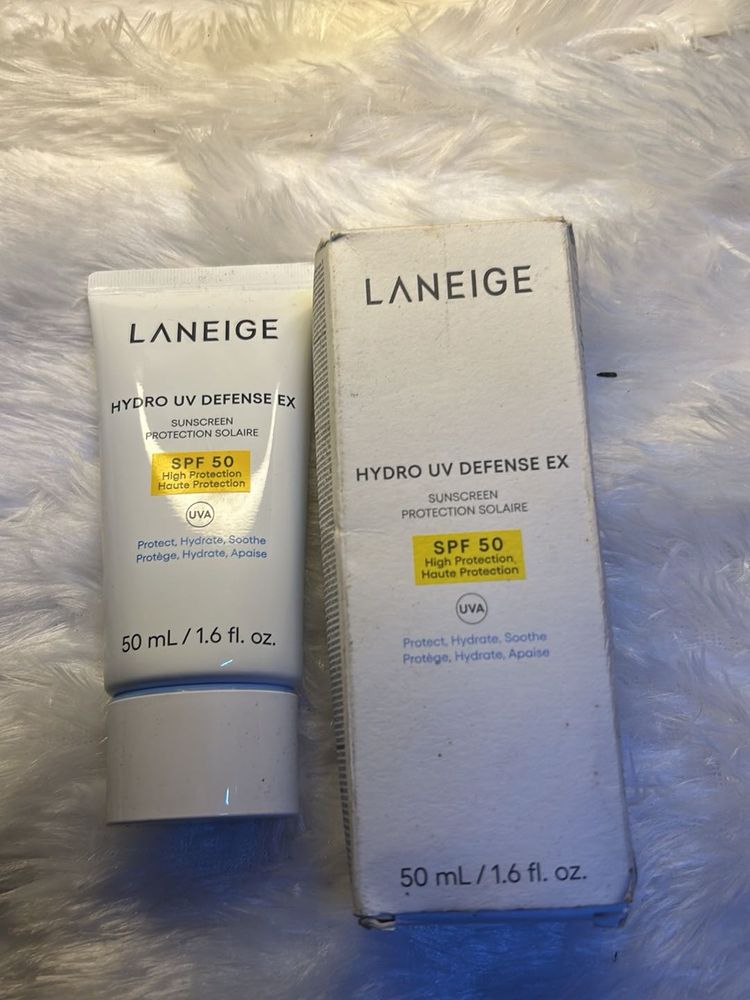 LANEIGE
HYDRO UV DEFENSE EX
SUNSCREEN
PROTECTION SOLAIRE
SPF 50
High Protection
Haute Protection
UVA
Protect, Hydrate, Soothe
Protège, Hydrate, Apaise
50 mL / 1.6 fl. oz.
LANEIGE
HYDRO UV DEFENSE EX
SUNSCREEN
PROTECTION SOLAIRE
SPF 50
High Protection
Haute Protection
UVA
Protect, Hydrate, Soothe
Protège, Hydrate, Apaise
50 mL / 1.6 fl. oz.